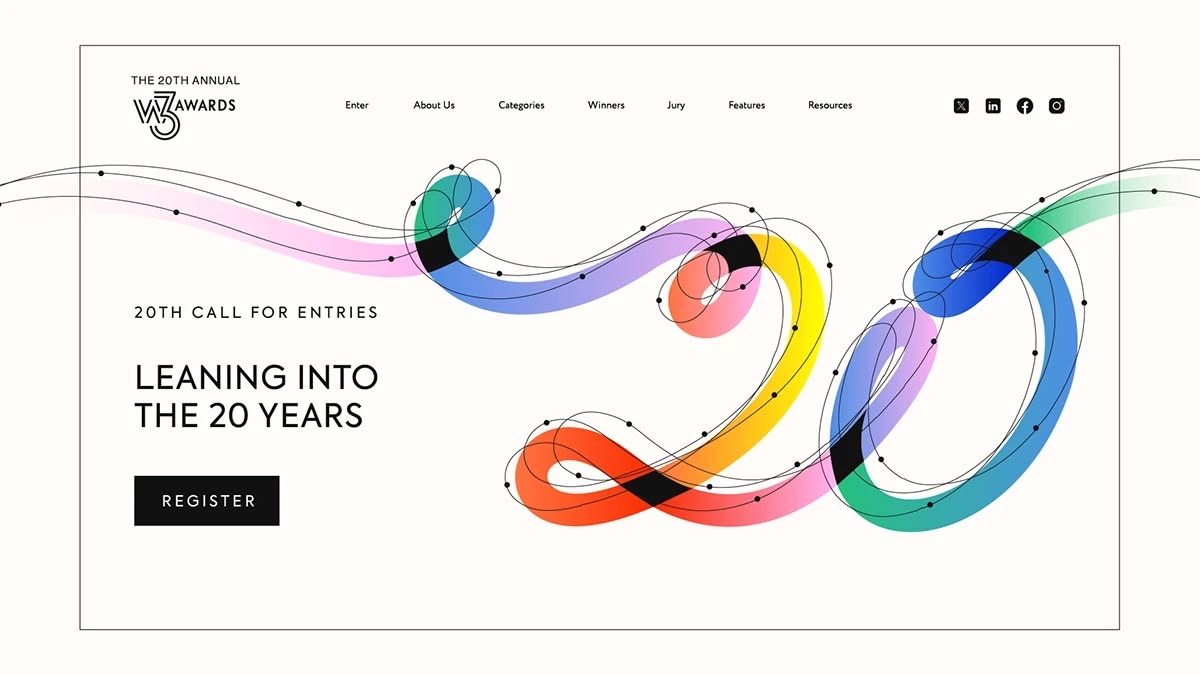 THE 20TH ANNUAL
W3 AWARDS
Enter About Us Categories Winners Jury Features Resources
20TH CALL FOR ENTRIES
LEANING INTO
THE 20 YEARS
REGISTER
20